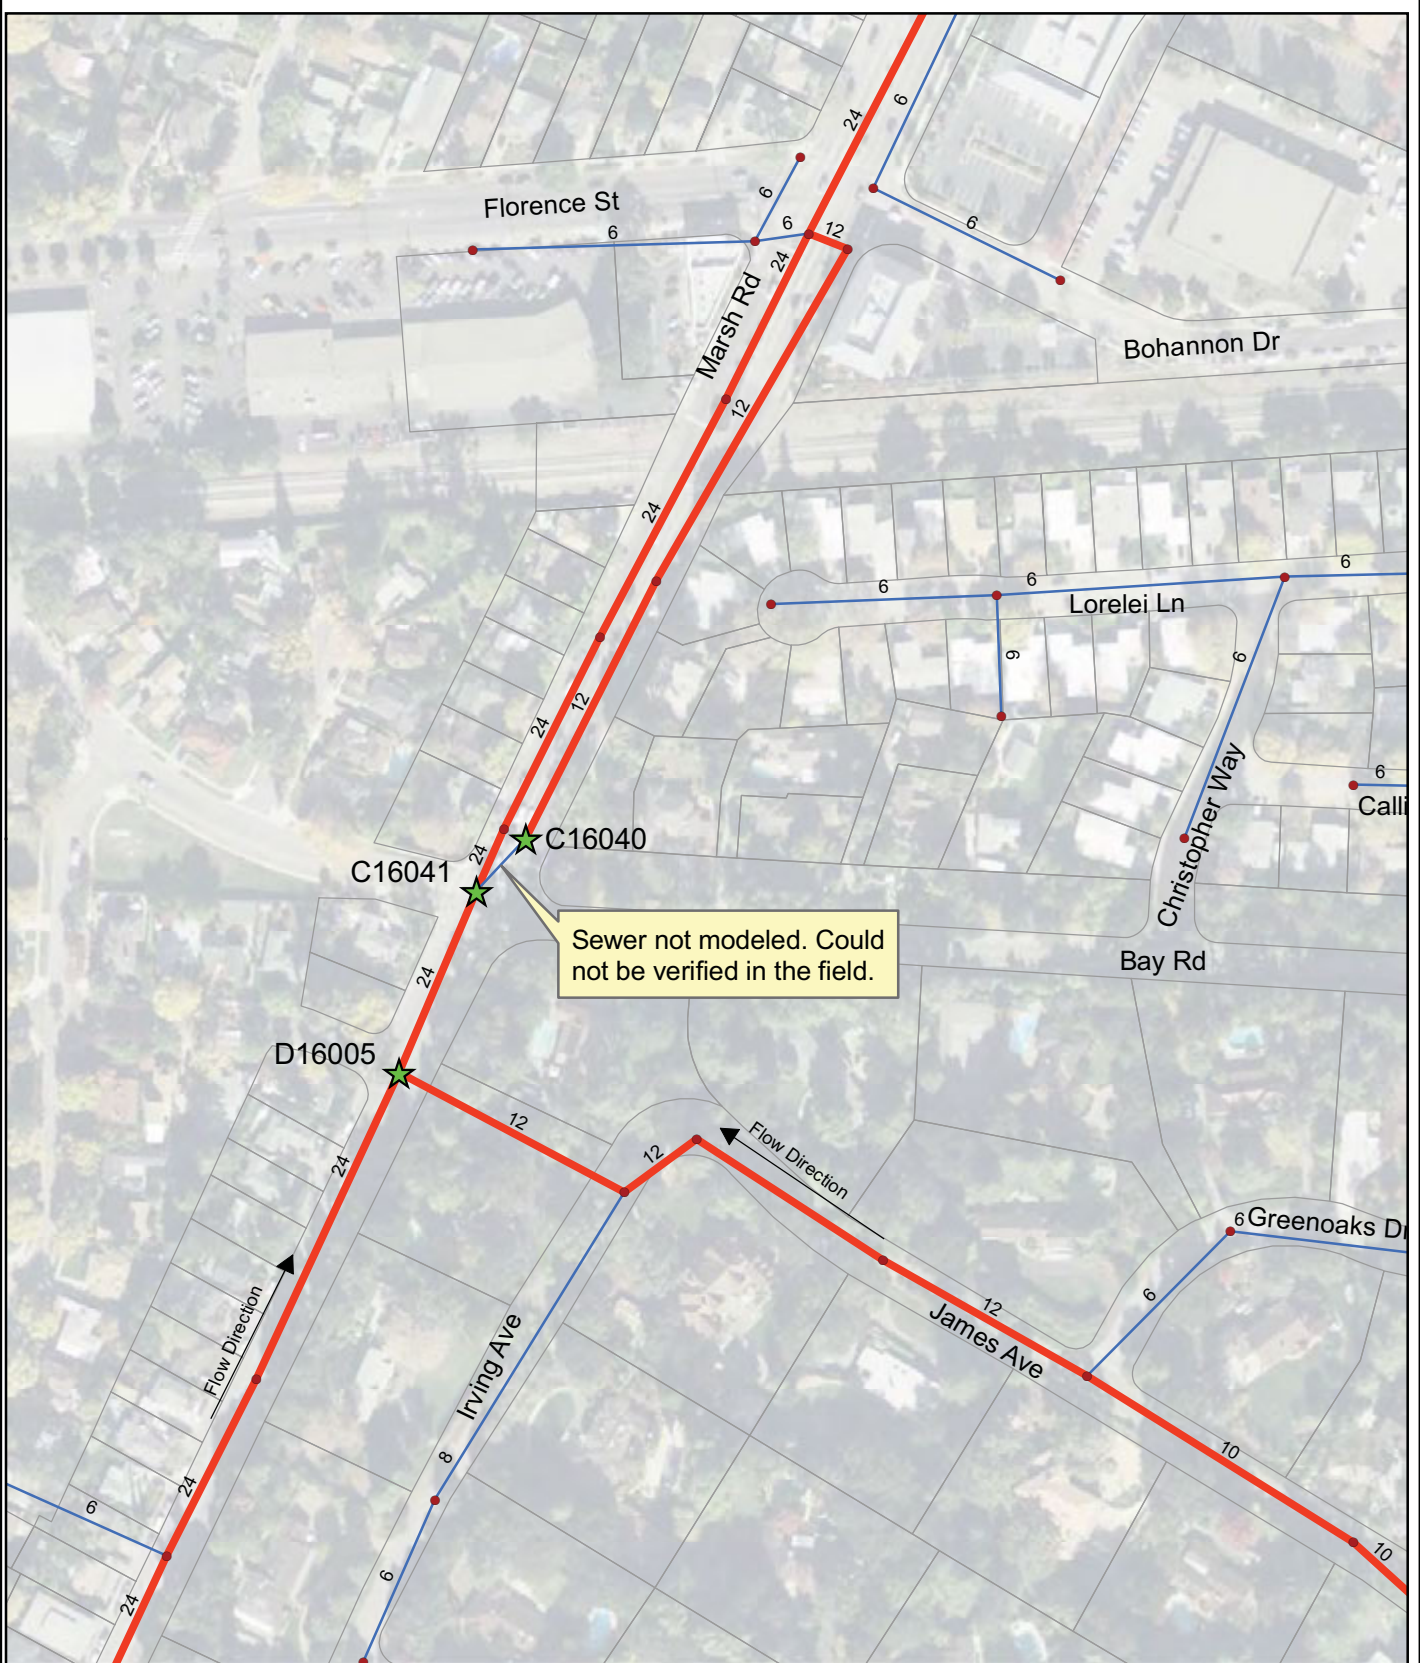 24
6
Florence St
6
6
6
12
6
24
Marsh Rd
Bohannon Dr
12
24
6
6
6
Lorelei Ln
6
6
12
24
Christopher Way
6
Calli
24
C16040
C16041
Sewer not modeled. Could
not be verified in the field.
Bay Rd
24
D16005
12
12
Flow Direction
24
6
Greenoaks Dr
6
12
James Ave
Flow Direction
Irving Ave
10
8
24
6
10
6
24